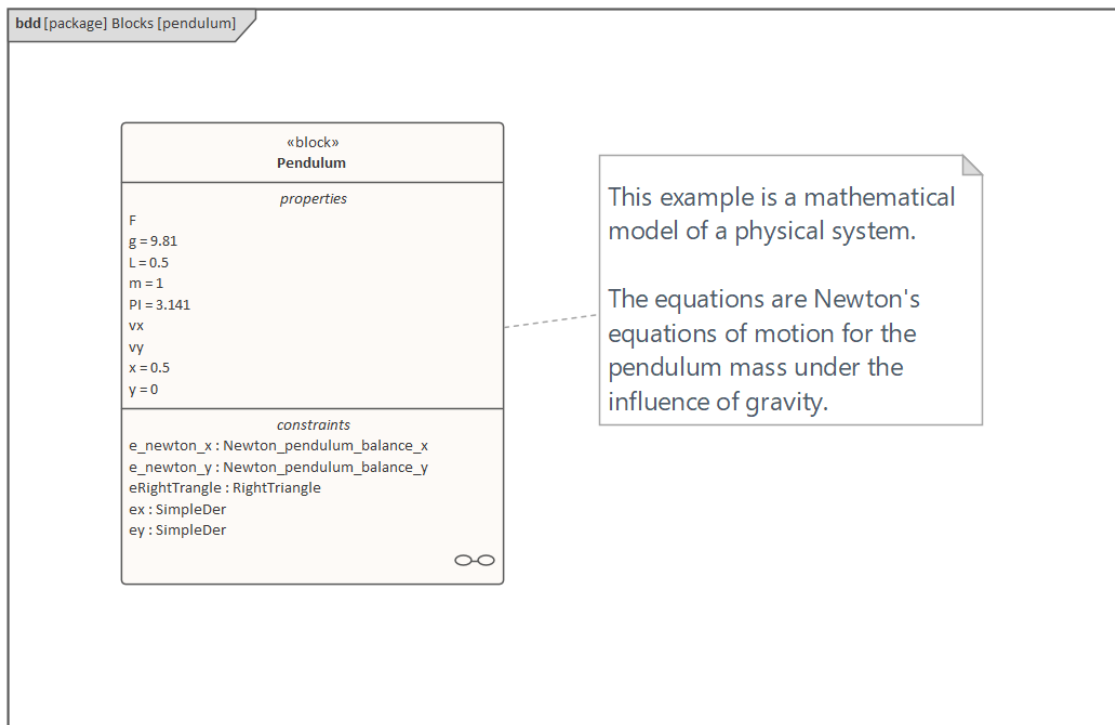 bdd [package] Blocks [pendulum]
«block»
Pendulum
properties
F
g = 9.81
L = 0.5
m = 1
PI = 3.141
vx
vy
x = 0.5
y = 0
constraints
e_newton_x : Newton_pendulum_balance_x
e_newton_y : Newton_pendulum_balance_y
eRightTrangle : RightTriangle
ex : SimpleDer
ey : SimpleDer
This example is a mathematical
model of a physical system.
The equations are Newton's
equations of motion for the
pendulum mass under the
influence of gravity.